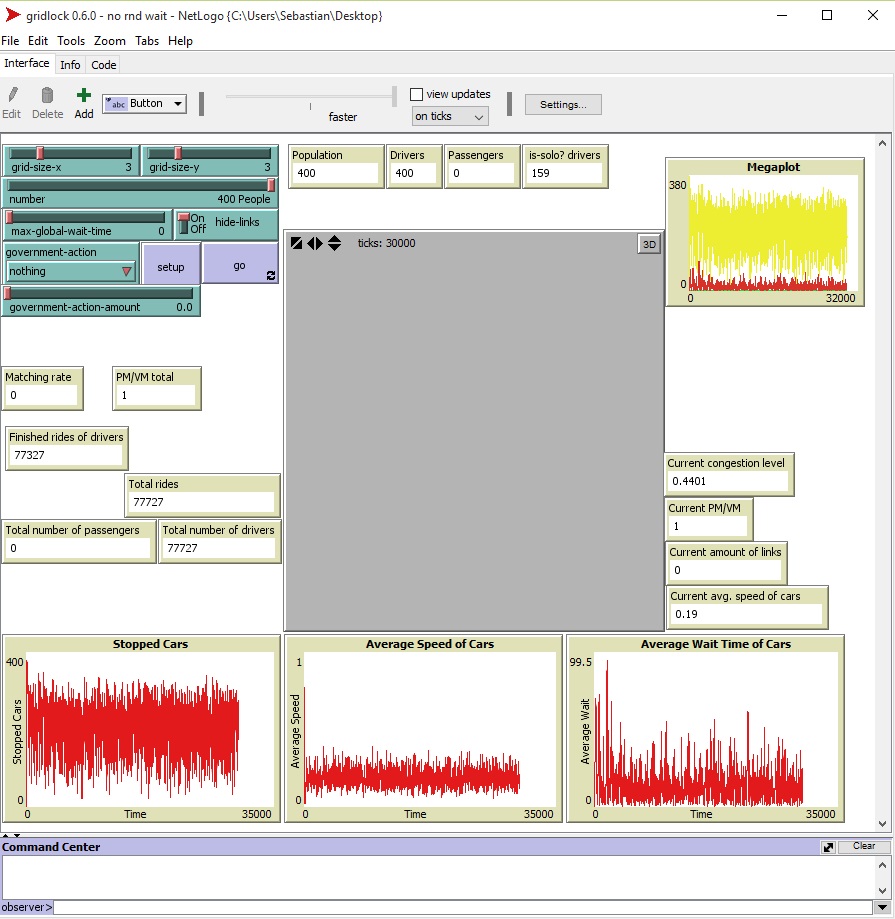 gridlock 0.6.0 - no rnd wait - NetLogo {C:\Users\Sebastian\Desktop}
File Edit Tools Zoom Tabs Help
Interface Info Code
Edit Delete Add
abc Button
faster
view updates
on ticks
Settings...
grid-size-x 3
grid-size-y 3
number 400 People
max-global-wait-time 0
On
Off
hide-links
government-action
nothing
setup
go
government-action-amount 0.0
Population
400
Drivers
400
Passengers
0
is-solo? drivers
159
ticks: 30000
3D
Megaplot
380
0
0 32000
Matching rate
0
PM/VM total
1
Finished rides of drivers
77327
Total rides
77727
Total number of passengers
0
Total number of drivers
77727
Current congestion level
0.4401
Current PM/VM
1
Current amount of links
0
Current avg. speed of cars
0.19
Stopped Cars
400
Stopped Cars
0
0 Time 35000
Average Speed of Cars
1
Average Speed
0
0 Time 35000
Average Wait Time of Cars
99.5
Average Wait
0
0 Time 35000
Command Center
Clear
observer>